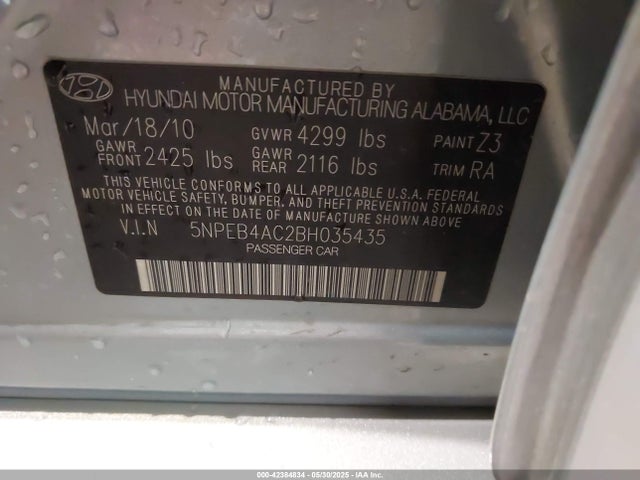 MANUFACTURED BY
HYUNDAI MOTOR MANUFACTURING ALABAMA, LLC
Mar/18/10 GVWR 4299 lbs PAINT Z3
GAWR FRONT 2425 lbs GAWR REAR 2116 lbs TRIM RA
THIS VEHICLE CONFORMS TO ALL APPLICABLE U.S.A. FEDERAL
MOTOR VEHICLE SAFETY, BUMPER, AND THEFT PREVENTION STANDARDS
IN EFFECT ON THE DATE OF MANUFACTURE SHOWN ABOVE
V.I.N 5NPEB4AC2BH035435
PASSENGER CAR
000-42384834 - 05/30/2025 - IAA Inc.